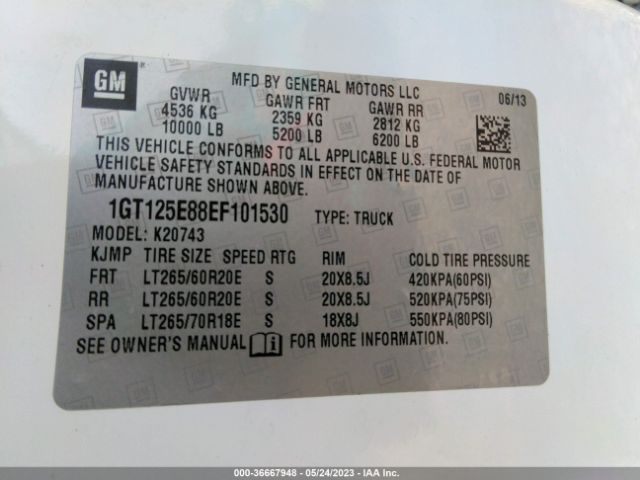 GM
MFD BY GENERAL MOTORS LLC
GVWR GAWR FRT GAWR RR 06/13
4536 KG 2359 KG 2812 KG
10000 LB 5200 LB 6200 LB
THIS VEHICLE CONFORMS TO ALL APPLICABLE U.S. FEDERAL MOTOR
VEHICLE SAFETY STANDARDS IN EFFECT ON THE DATE OF
MANUFACTURE SHOWN ABOVE.
1GT125E88EF101530 TYPE: TRUCK
MODEL: K20743
KJMP TIRE SIZE SPEED RTG RIM COLD TIRE PRESSURE
FRT LT265/60R20E S 20X8.5J 420KPA(60PSI)
RR LT265/60R20E S 20X8.5J 520KPA(75PSI)
SPA LT265/70R18E S 18X8J 550KPA(80PSI)
SEE OWNER'S MANUAL i FOR MORE INFORMATION.
000-36667948 - 05/24/2023 - IAA Inc.